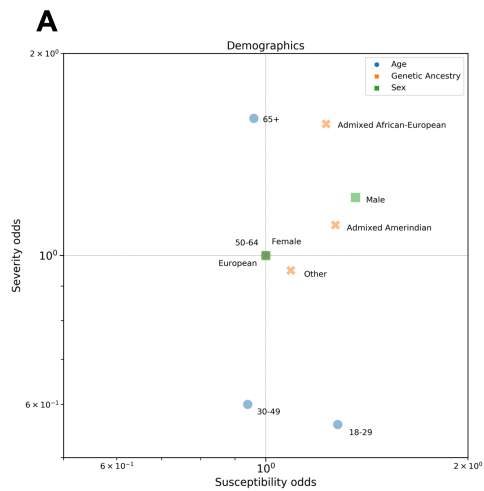 A
Demographics
2 × 10⁰
Age
Genetic Ancestry
Sex
65+
Admixed African-European
Male
Admixed Amerindian
50-64
Female
10⁰
European
Other
Severity odds
6 × 10⁻¹
30-49
18-29
6 × 10⁻¹
10⁰
2 × 10⁰
Susceptibility odds